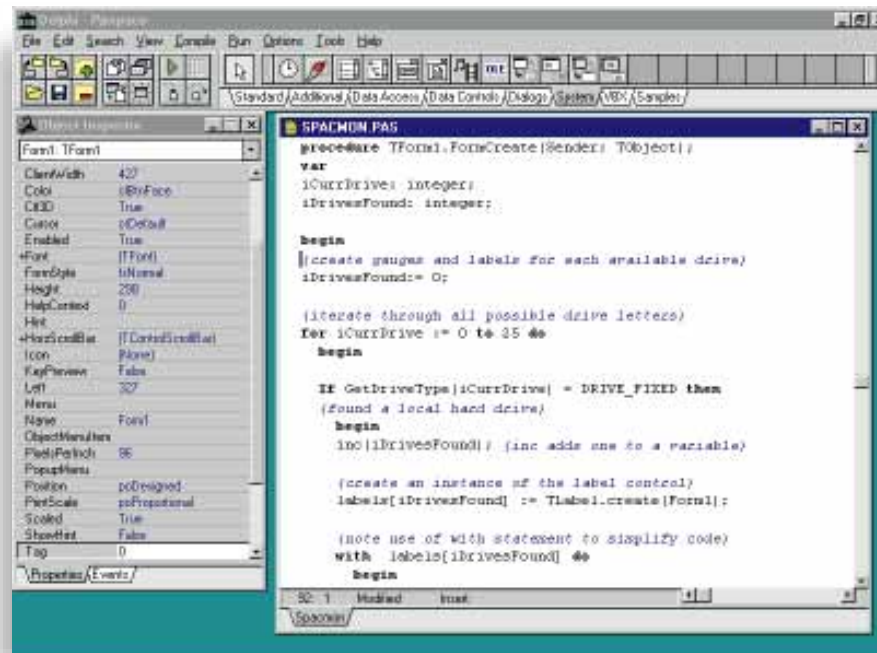 Delphi - Panspace
File Edit Search View Compile Run Options Tools Help
OLE
Standard Additional Data Access Data Controls Dialogs System VBX Samples
Object Inspector
Form1: TForm1
ClientWidth 427
Color clBtnFace
Ctl3D True
Cursor crDefault
Enabled True
+Font (TFont)
FormStyle fsNormal
Height 298
HelpContext 0
Hint
+HorzScrollBar (TControlScrollBar)
Icon (None)
KeyPreview False
Left 327
Menu
Name Form1
ObjectMenuItem
PixelsPerInch 96
PopupMenu
Position poDesigned
PrintScale poProportional
Scaled True
ShowHint False
Tag 0
Properties Events
SPACMON.PAS
procedure TForm1.FormCreate(Sender: TObject);
var
iCurrDrive: integer;
iDrivesFound: integer;
begin
{create gauges and labels for each available drive}
iDrivesFound:= 0;
{iterate through all possible drive letters}
for iCurrDrive := 0 to 25 do
begin
If GetDriveType(iCurrDrive) = DRIVE_FIXED then
{found a local hard drive}
begin
inc(iDrivesFound); {inc adds one to a variable}
{create an instance of the label control}
labels[iDrivesFound] := TLabel.create(Form1);
{note use of with statement to simplify code}
with labels[iDrivesFound] do
begin
92: 1 Modified Insert
Spacmon